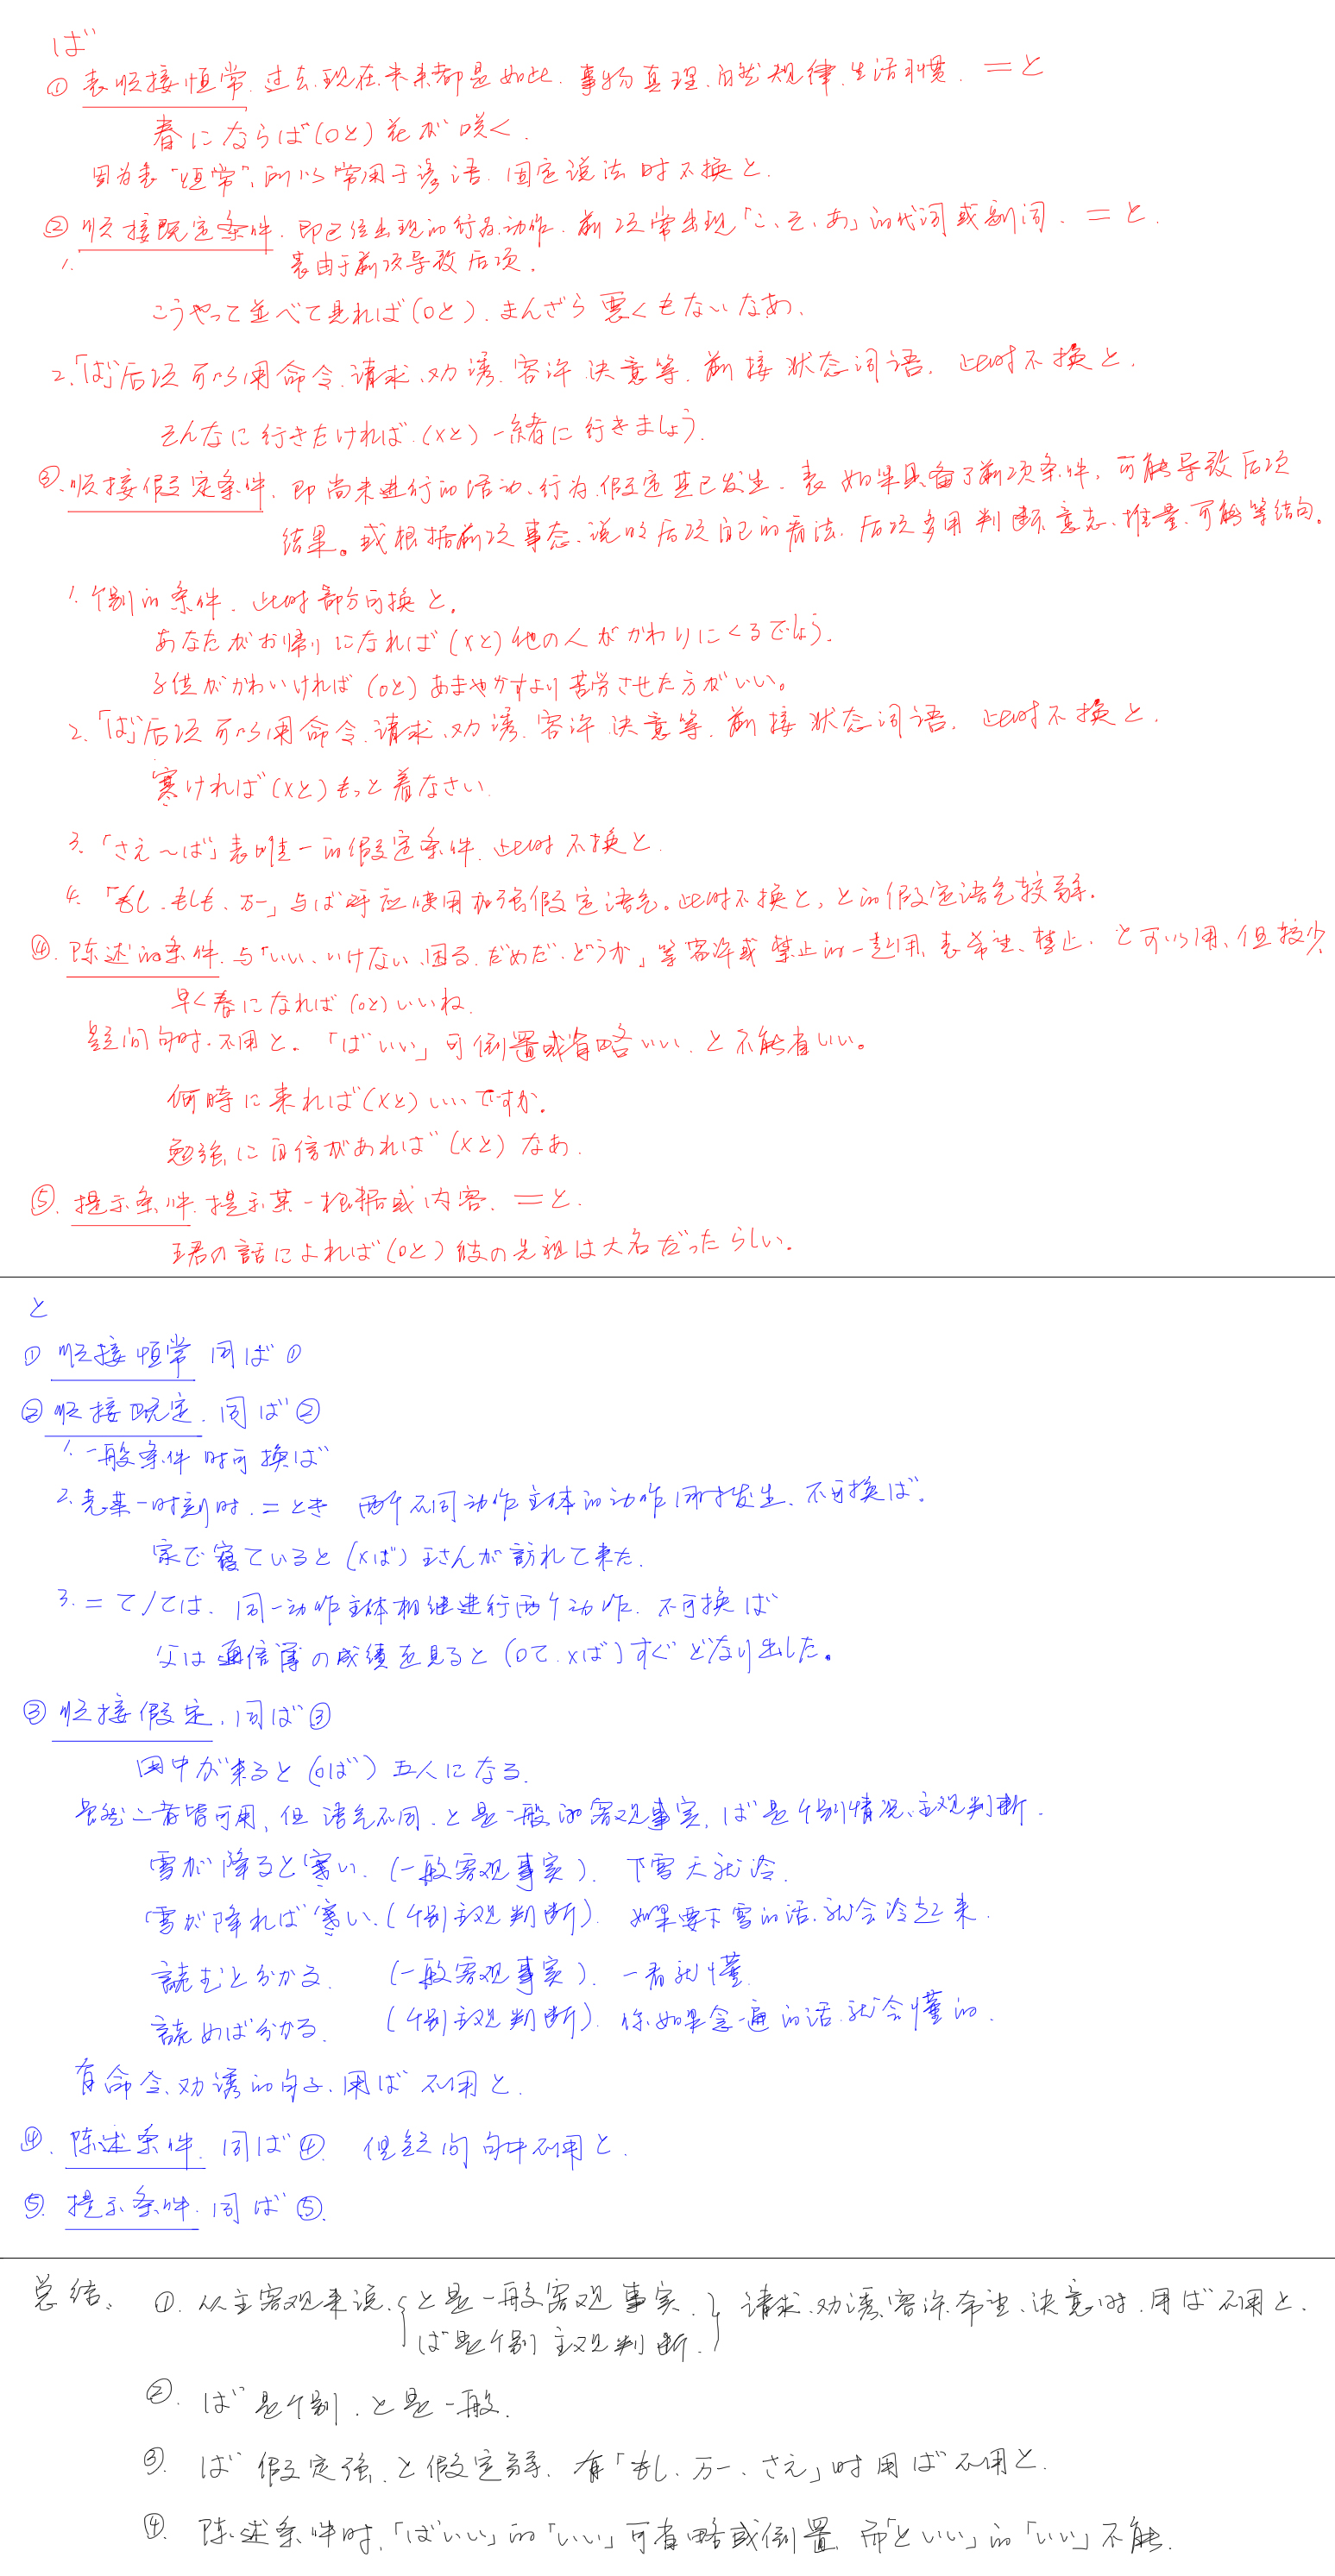 ば
① 表顺接恒常. 过去.现在.未来都是如此. 事物真理.自然规律.生活习惯. ＝と
春にならば(○と)花が咲く.
因为表“恒常”,所以常用于谚语. 固定说法时不换と.
② 顺接既定条件. 即已经出现的行为.动作. 前项常出现「こ、そ、あ」的代词或副词. ＝と.
1. 表由于前项导致后项.
こうやって並べて見れば(○と). まんざら悪くもないなあ.
2.「ば」后项可以用命令.请求.劝诱.容许.决意等. 前接状态词语. 此时不换と.
そんなに行きたければ.(×と)一緒に行きましょう.
③.顺接假定条件. 即尚未进行的活动.行为.假定其已发生. 表如果具备了前项条件, 可能导致后项
结果。或根据前项事态.说明后项自己的看法. 后项多用判断.意志.推量.可能等结句.
1. 个别的条件. 此时部分可换と.
あなたがお帰りになれば(×と)他の人がかわりにくるでしょう.
子供がかわいければ(○と)あまやかすより苦労させた方がいい。
2.「ば」后项可以用命令.请求.劝诱.容许.决意等. 前接状态词语. 此时不换と.
寒ければ(×と)もっと着なさい.
3.「さえ～ば」表唯一的假定条件. 此时不换と.
4.「もし、もしも、万一」与ば呼应使用加强假定语气。此时不换と, との假定语气较弱.
④.陈述的条件. 与「いい、いけない、困る.だめだ.どうか」等容许或禁止的一起用. 表希望、禁止. と可以用,但较少.
早く春になれば(○と)いいね.
疑问句时.不用と. 「ばいい」可倒置或省略いい. と不能省いい。
何時に来れば(×と)いいですか.
勉強に自信があれば(×と)なあ.
⑤. 提示条件.提示某一根据或内容. ＝と.
王君の話によれば(○と)彼の先祖は大名だったらしい.
と
① 顺接恒常 同ば①
② 顺接既定. 同ば②
1. 一般条件时可换ば
2. 表某一时刻时. ＝とき 两个不同动作主体的动作同时发生. 不可换ば.
家で寝ていると(×ば)王さんが訪れて来た.
3. ＝て/ては. 同一动作主体相继进行两个动作. 不可换ば
父は通信簿の成績を見ると(○て.×ば)すぐどなり出した。
③ 顺接假定. 同ば③
田中が来ると(○ば)五人になる.
虽然二者皆可用, 但语气不同. と是一般的客观事实, ば是个别情况、主观判断.
雪が降ると寒い. (一般客观事实). 下雪天就冷.
雪が降れば寒い. (个别主观判断). 如果要下雪的话.就会冷起来.
読むと分かる. (一般客观事实). 一看就懂.
読めば分かる. (个别主观判断). 你如果念一遍的话.就会懂的.
有命令.劝诱的句子.用ば不用と.
④. 陈述条件. 同ば④. 但疑问句中不用と.
⑤. 提示条件. 同ば⑤.
总结: ①. 从主客观来说.{と是一般客观事实. } 请求.劝诱.容许.希望、决意时.用ば不用と.
ば是个别主观判断.
②. ば是个别. と是一般.
③. ば假定强. と假定弱. 有「もし、万一、さえ」时用ば不用と.
④. 陈述条件时.「ばいい」的「いい」可省略或倒置. 而「といい」的「いい」不能.